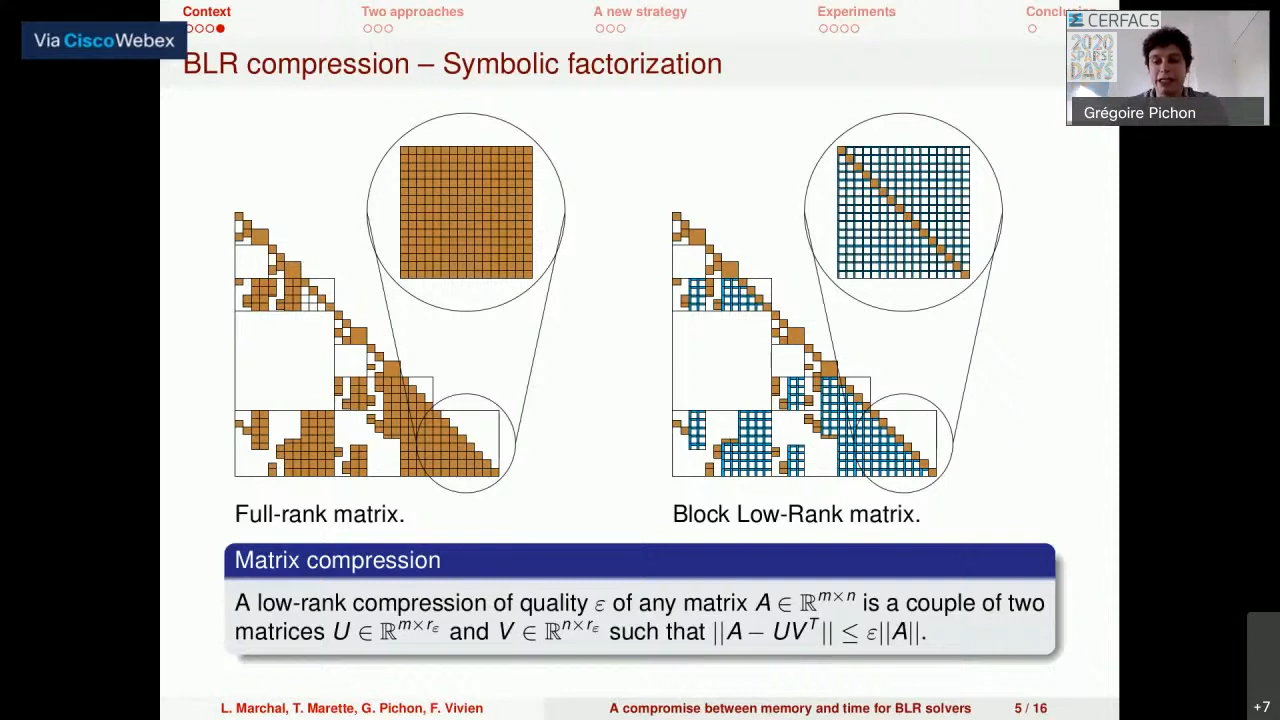 Context Two approaches A new strategy Experiments Conclusion
Via Cisco Webex
CERFACS
2020
SPARSE
DAYS
Grégoire Pichon
BLR compression – Symbolic factorization
Full-rank matrix. Block Low-Rank matrix.
Matrix compression
A low-rank compression of quality ε of any matrix A ∈ ℝ^{m×n} is a couple of two
matrices U ∈ ℝ^{m×r_ε} and V ∈ ℝ^{n×r_ε} such that ||A − UV^T|| ≤ ε||A||.
L. Marchal, T. Marette, G. Pichon, F. Vivien A compromise between memory and time for BLR solvers 5 / 16
+7